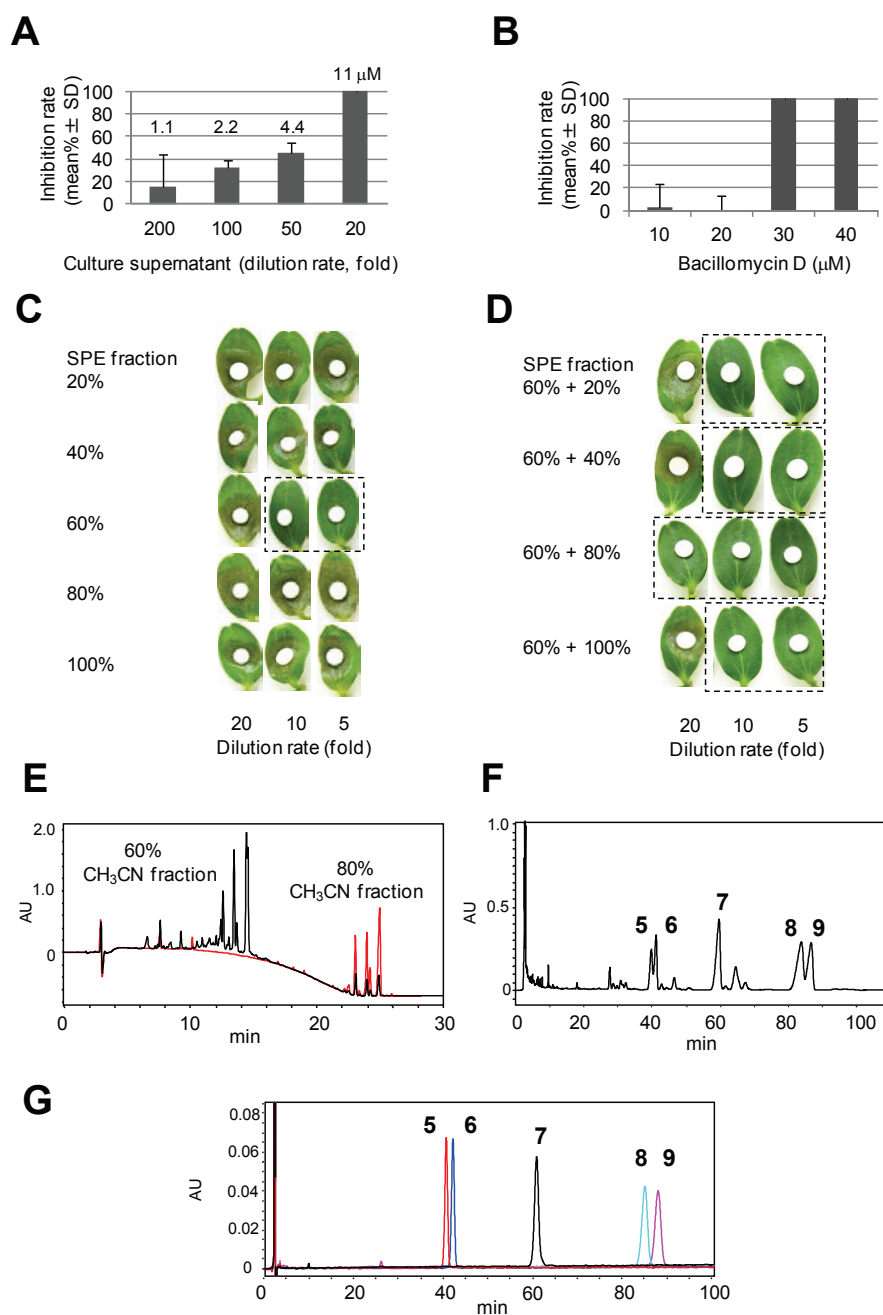 A
Inhibition rate
(mean% ± SD)
100
80
60
40
20
1.1
2.2
4.4
11 μM
200 100 50 20
Culture supernatant (dilution rate, fold)
B
Inhibition rate
(mean% ± SD)
100
80
60
40
20
0
10 20 30 40
Bacillomycin D (μM)
C
SPE fraction
20%
40%
60%
80%
100%
20 10 5
Dilution rate (fold)
D
SPE fraction
60% + 20%
60% + 40%
60% + 80%
60% + 100%
20 10 5
Dilution rate (fold)
E
AU
2.0
1.0
0
60%
CH₃CN fraction
80%
CH₃CN fraction
0 10 20 30
min
F
AU
1.0
0.5
0
5 6 7 8 9
0 20 40 60 80 100
min
G
AU
0.08
0.06
0.04
0.02
0
5 6 7 8 9
0 20 40 60 80 100
min